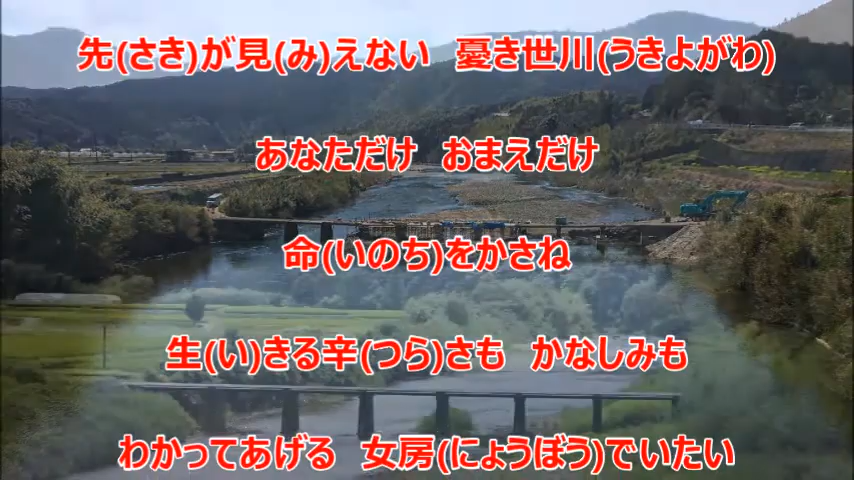 先(さき)が見(み)えない　憂き世川(うきよがわ)
あなただけ　おまえだけ
命(いのち)をかさね
生(い)きる辛(つら)さも　かなしみも
わかってあげる　女房(にょうぼう)でいたい